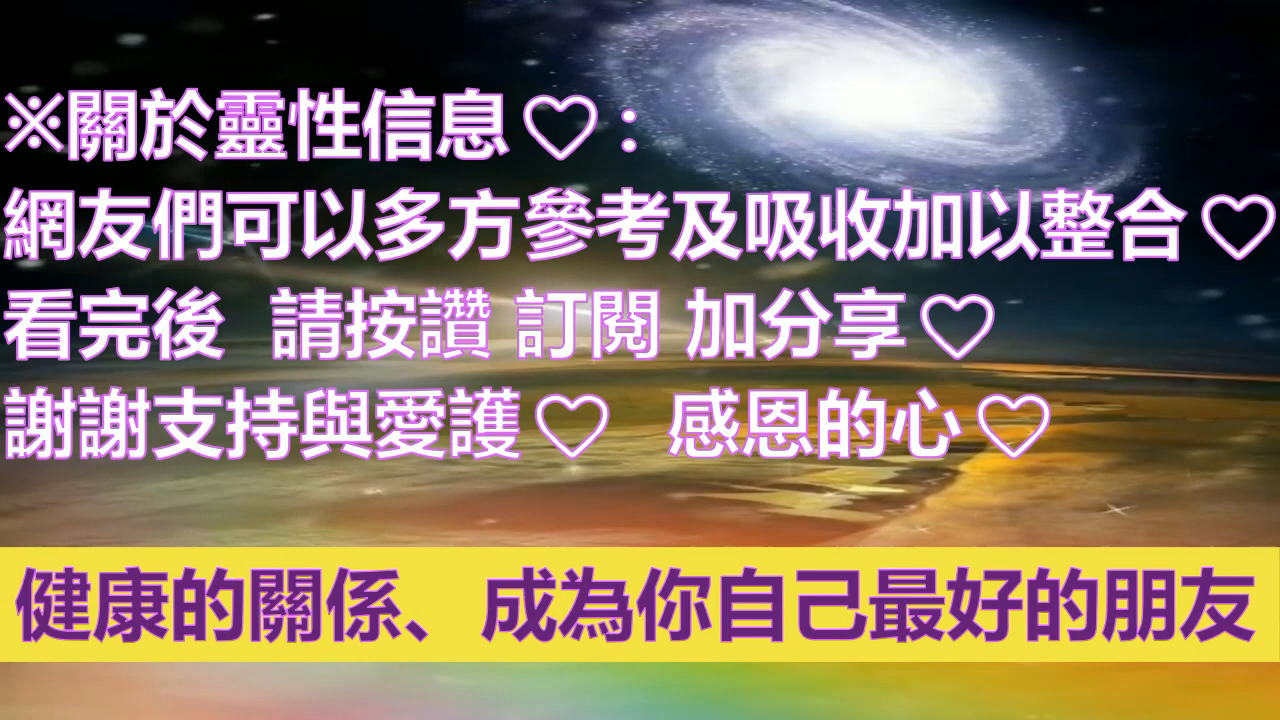 ※關於靈性信息♡:
網友們可以多方參考及吸收加以整合♡
看完後 請按讚 訂閱 加分享♡
謝謝支持與愛護♡ 感恩的心♡
健康的關係、成為你自己最好的朋友